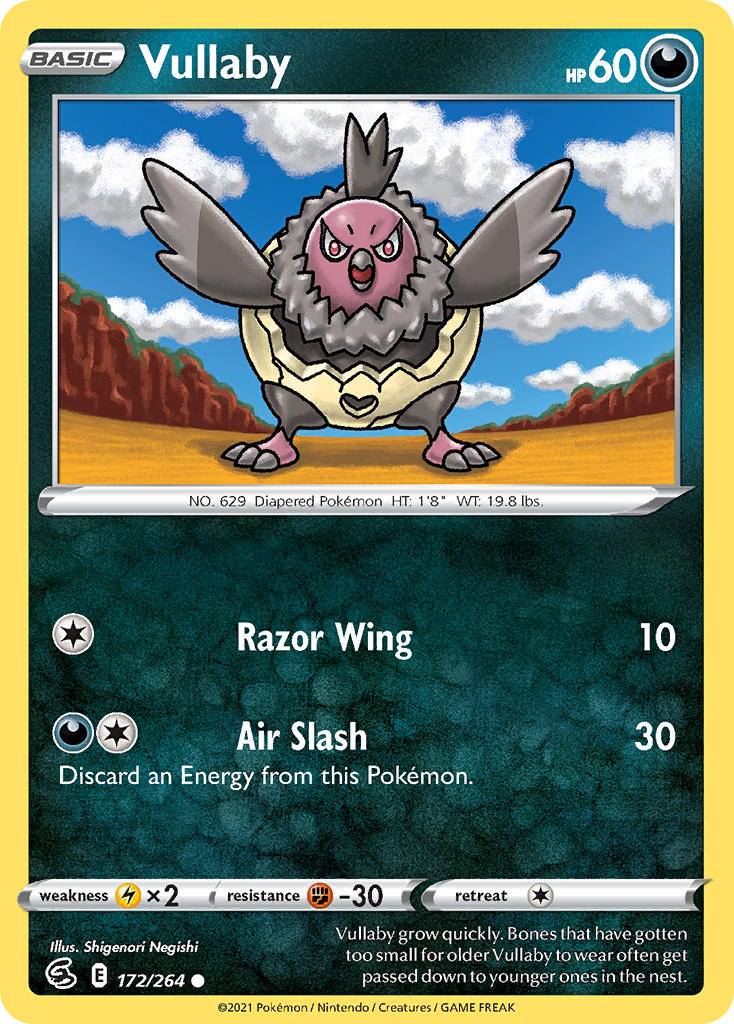 BASIC Vullaby HP60
NO. 629 Diapered Pokémon HT: 1'8" WT: 19.8 lbs.
Razor Wing 10
Air Slash 30
Discard an Energy from this Pokémon.
weakness ×2 resistance -30 retreat
Illus. Shigenori Negishi
E 172/264
Vullaby grow quickly. Bones that have gotten
too small for older Vullaby to wear often get
passed down to younger ones in the nest.
©2021 Pokémon / Nintendo / Creatures / GAME FREAK